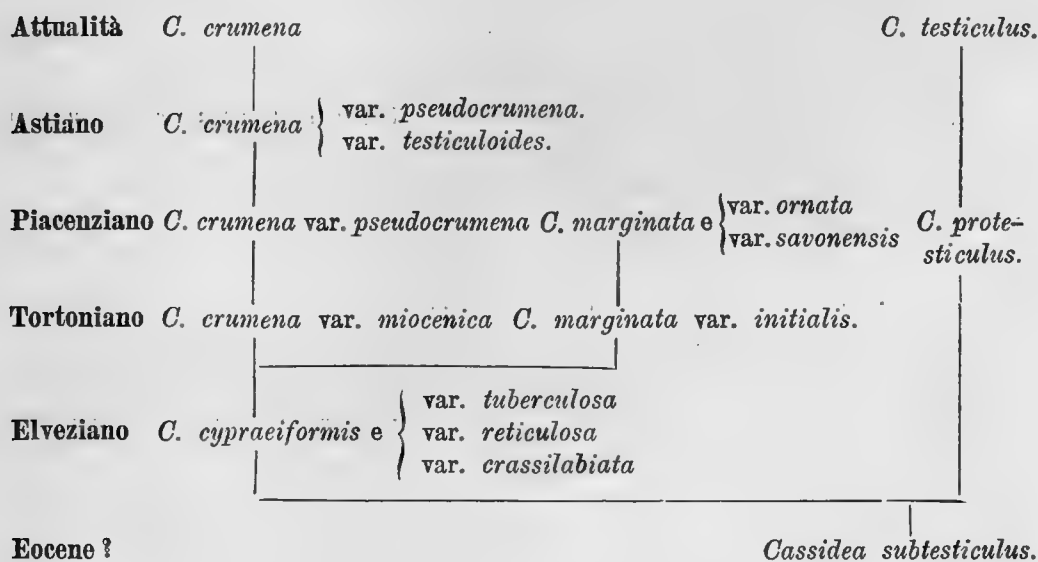 Attualità C. crumena C. testiculus.
Astiano C. crumena { var. pseudocrumena.
var. testiculoides.
Piacenziano C. crumena var. pseudocrumena C. marginata e { var. ornata
var. savonensis C. prote-
sticulus.
Tortoniano C. crumena var. miocenica C. marginata var. initialis.
Elveziano C. cypraeiformis e { var. tuberculosa
var. reticulosa
var. crassilabiata
Eocene ? Cassidea subtesticulus.